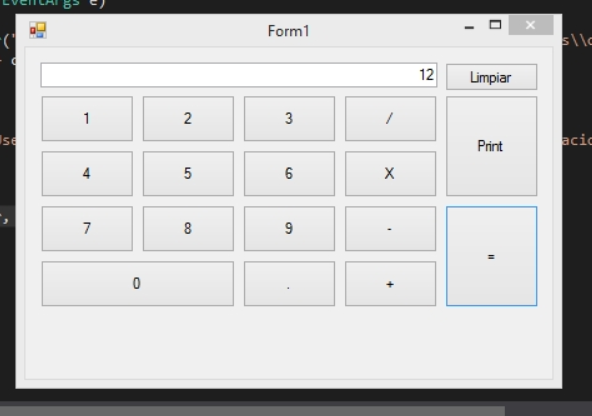 EventArgs e)
Form1
12
Limpiar
1 2 3 /
Print
4 5 6 X
7 8 9 -
=
0 . +